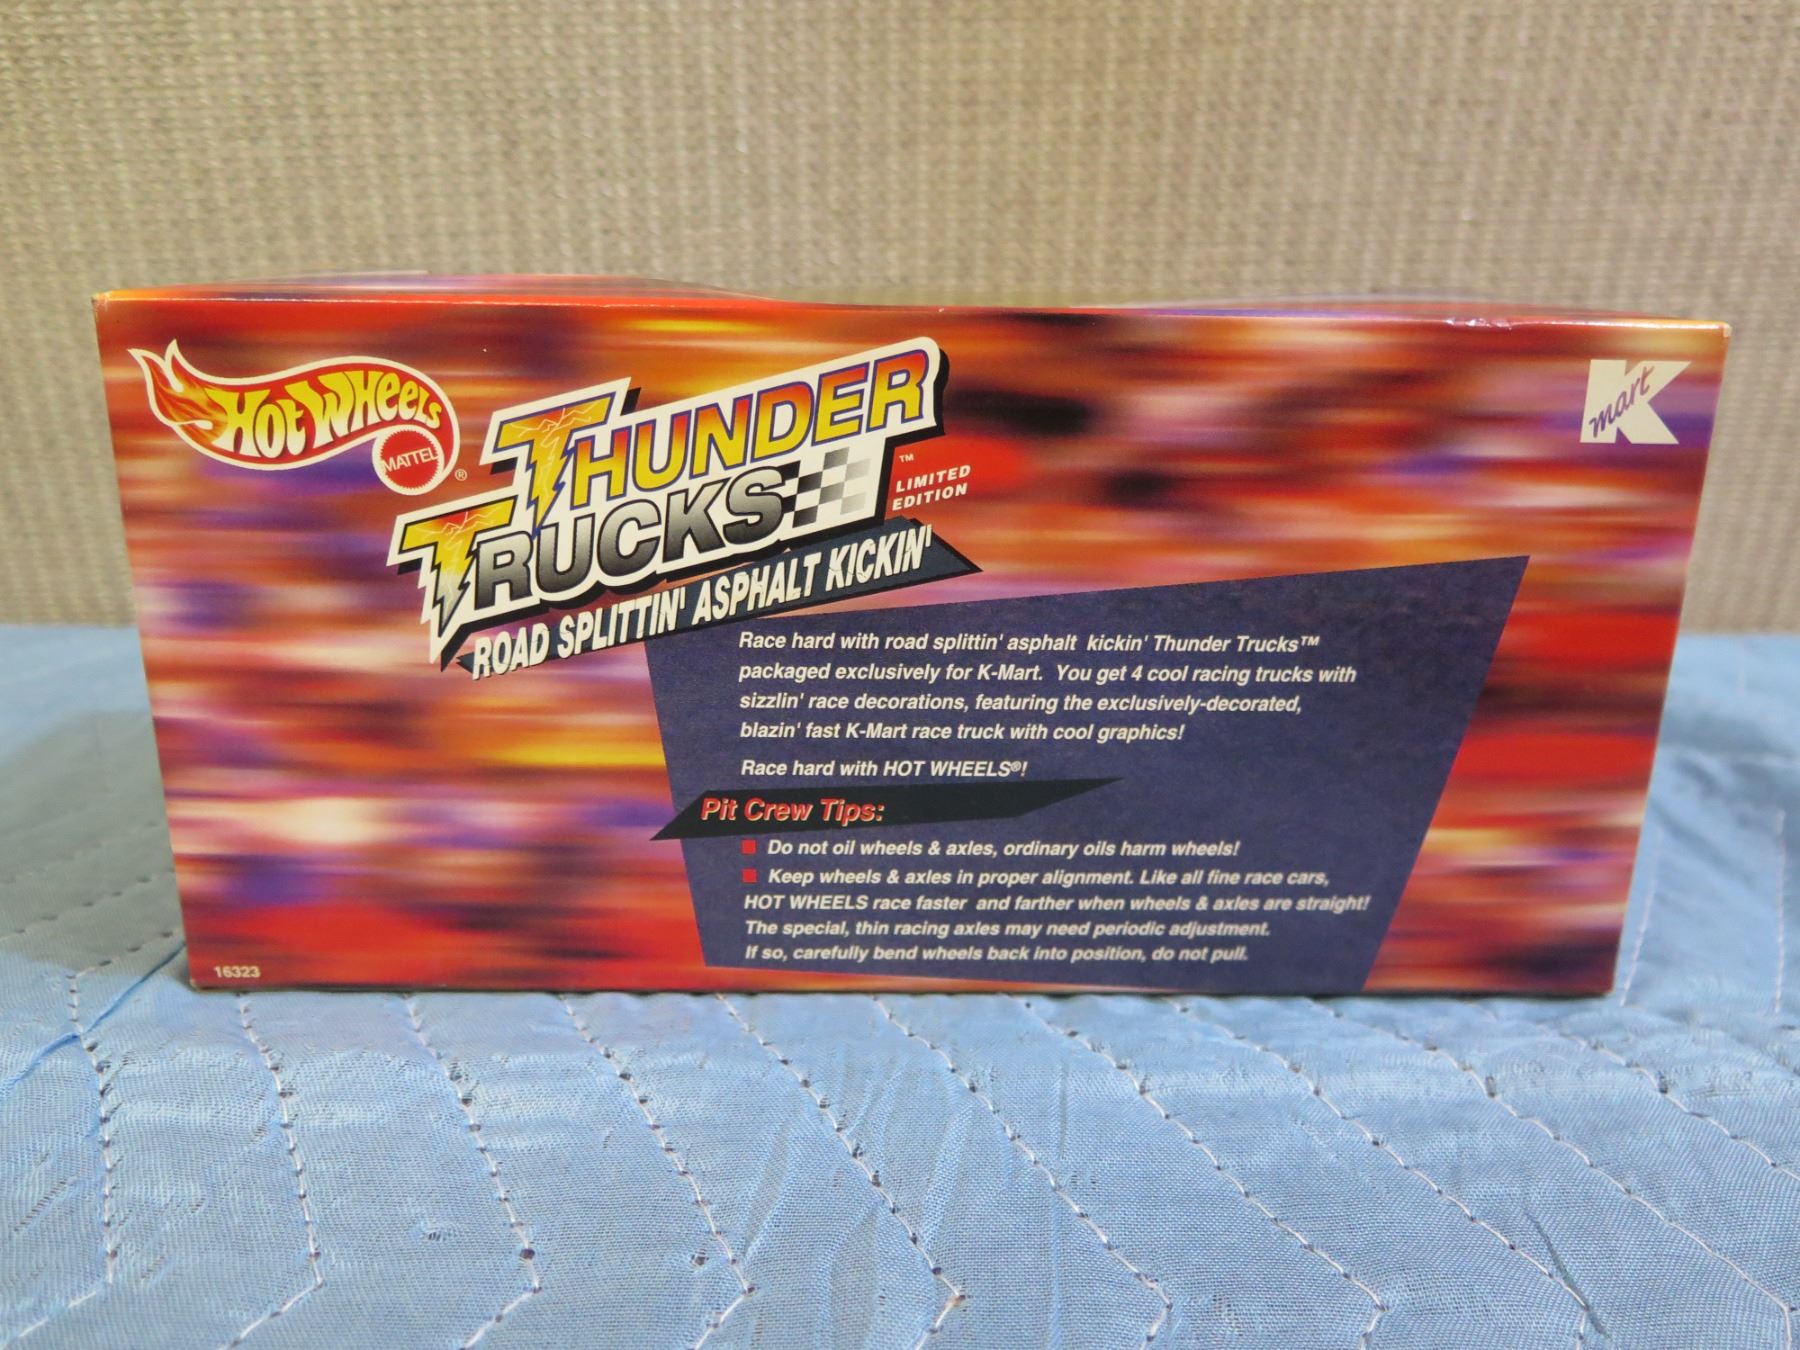 HOT WHEELS
MATTEL
®
THUNDER
TRUCKS
™
LIMITED
EDITION
ROAD SPLITTIN' ASPHALT KICKIN'
K
mart
Race hard with road splittin' asphalt kickin' Thunder Trucks™
packaged exclusively for K-Mart. You get 4 cool racing trucks with
sizzlin' race decorations, featuring the exclusively-decorated,
blazin' fast K-Mart race truck with cool graphics!
Race hard with HOT WHEELS®!
Pit Crew Tips:
Do not oil wheels & axles, ordinary oils harm wheels!
Keep wheels & axles in proper alignment. Like all fine race cars,
HOT WHEELS race faster and farther when wheels & axles are straight!
The special, thin racing axles may need periodic adjustment.
If so, carefully bend wheels back into position, do not pull.
16323